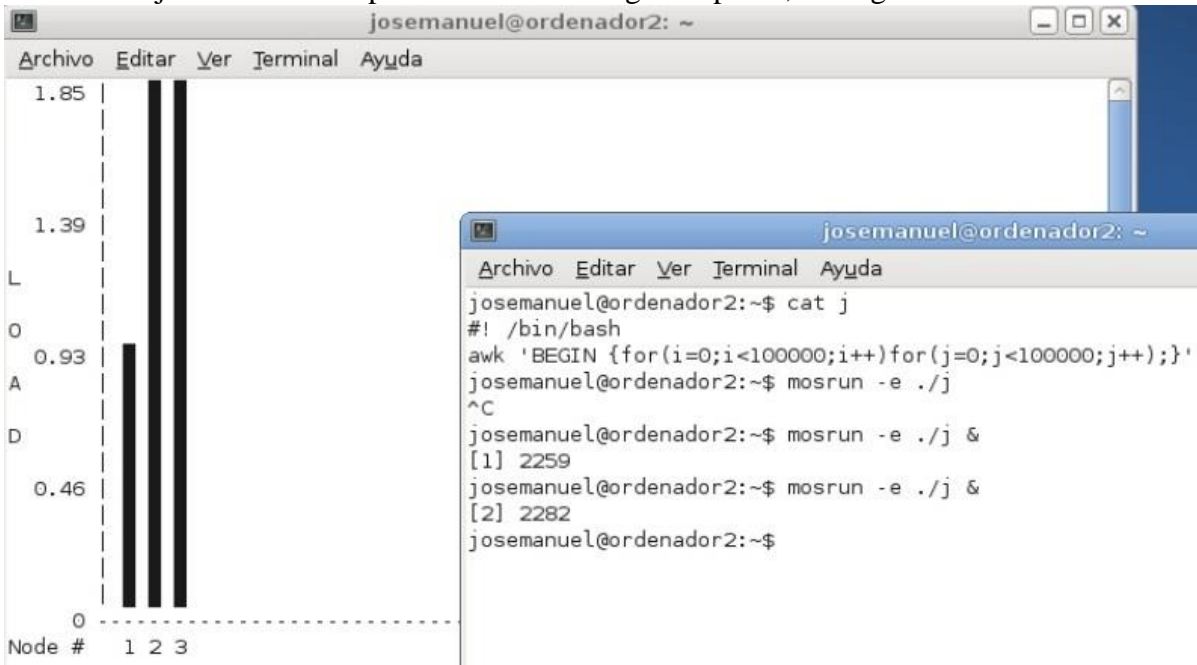 josemanuel@ordenador2: ~
Archivo Editar Ver Terminal Ayuda
1.85
1.39
L
O
0.93
A
D
0.46
0
Node # 1 2 3
josemanuel@ordenador2: ~
Archivo Editar Ver Terminal Ayuda
josemanuel@ordenador2:~$ cat j
#! /bin/bash
awk 'BEGIN {for(i=0;i<100000;i++)for(j=0;j<100000;j++);}'
josemanuel@ordenador2:~$ mosrun -e ./j
^C
josemanuel@ordenador2:~$ mosrun -e ./j &
[1] 2259
josemanuel@ordenador2:~$ mosrun -e ./j &
[2] 2282
josemanuel@ordenador2:~$